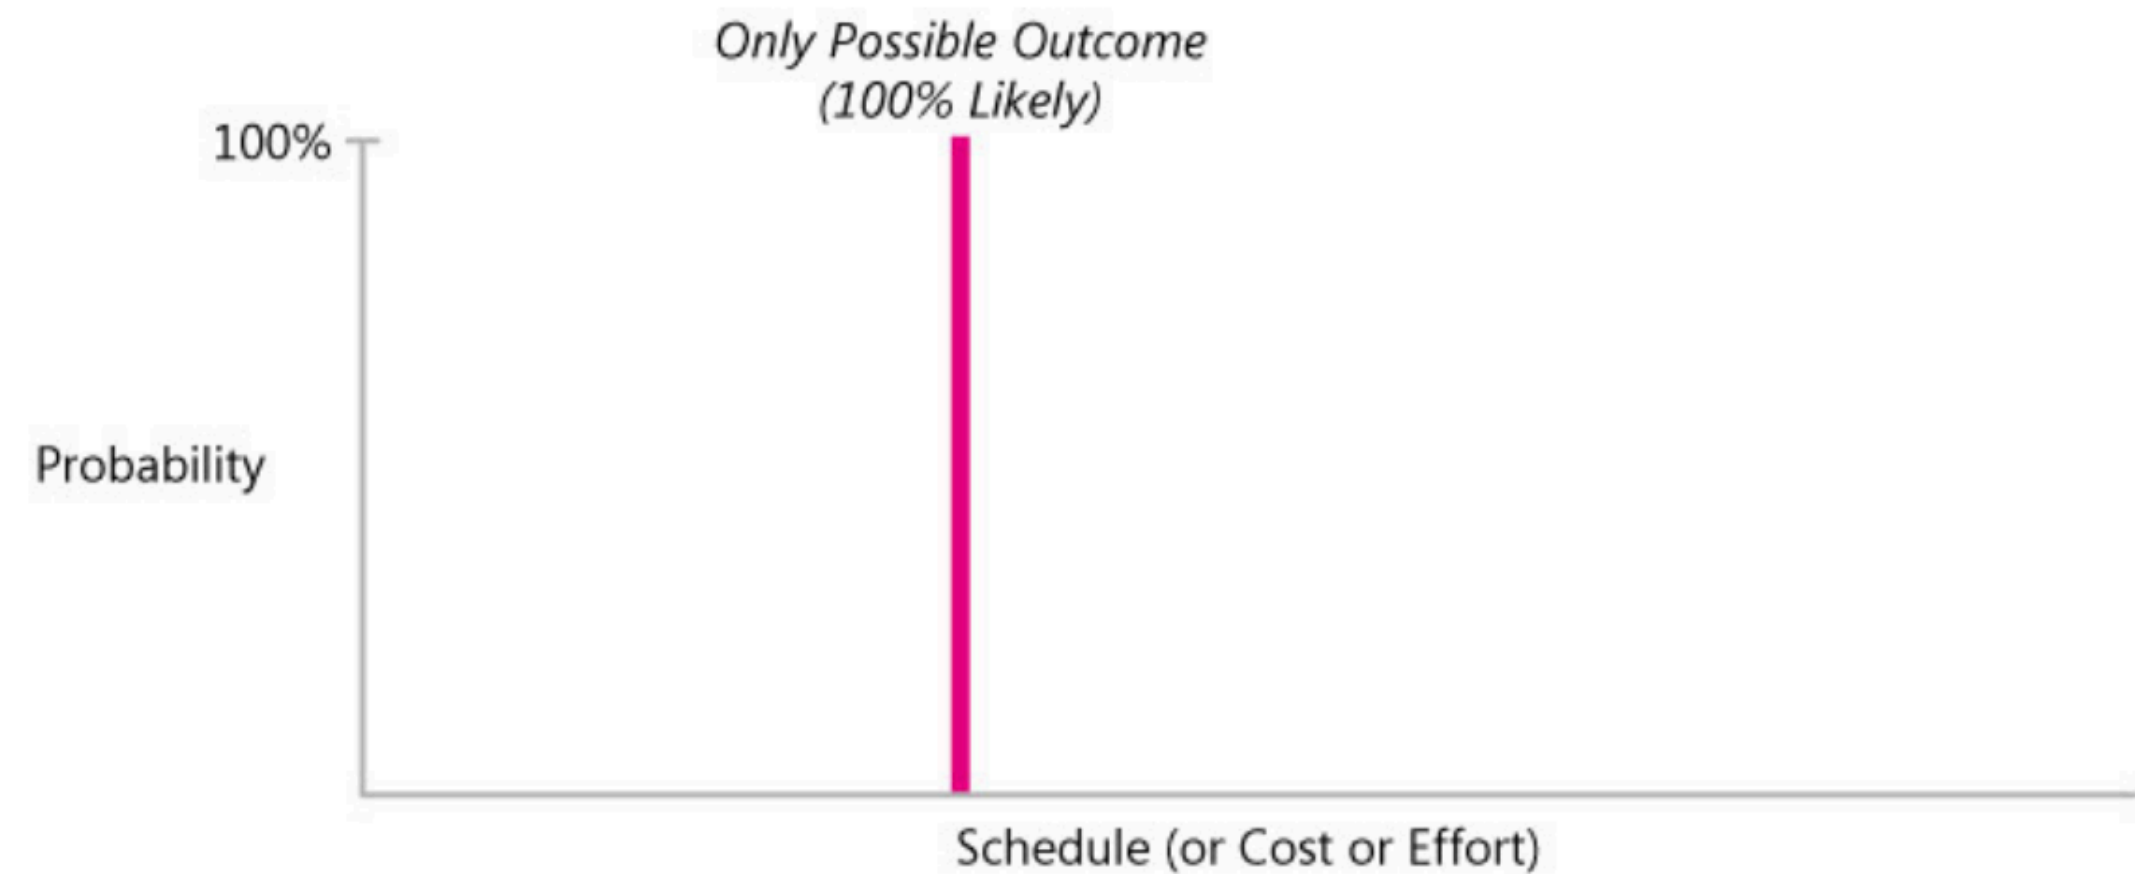 Only Possible Outcome
(100% Likely)
100%
Probability
Schedule (or Cost or Effort)